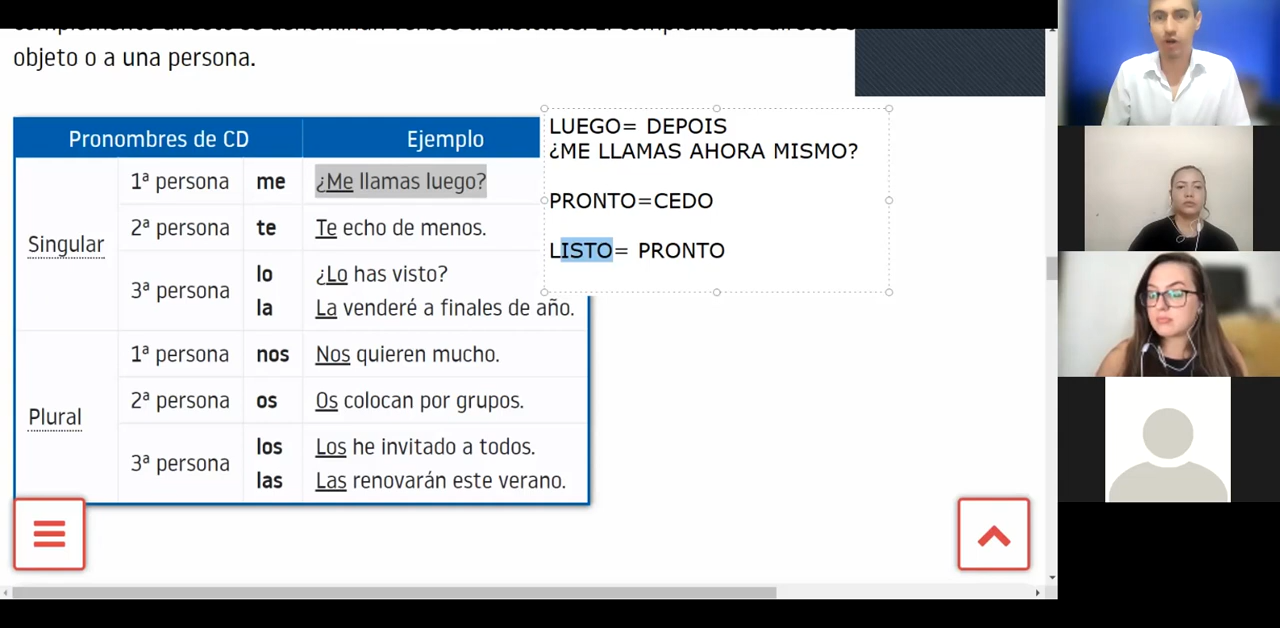 objeto o a una persona.
Pronombres de CD Ejemplo
Singular
1ª persona me ¿Me llamas luego?
2ª persona te Te echo de menos.
3ª persona
lo ¿Lo has visto?
la La venderé a finales de año.
Plural
1ª persona nos Nos quieren mucho.
2ª persona os Os colocan por grupos.
3ª persona
los Los he invitado a todos.
las Las renovarán este verano.
LUEGO= DEPOIS
¿ME LLAMAS AHORA MISMO?
PRONTO=CEDO
LISTO= PRONTO